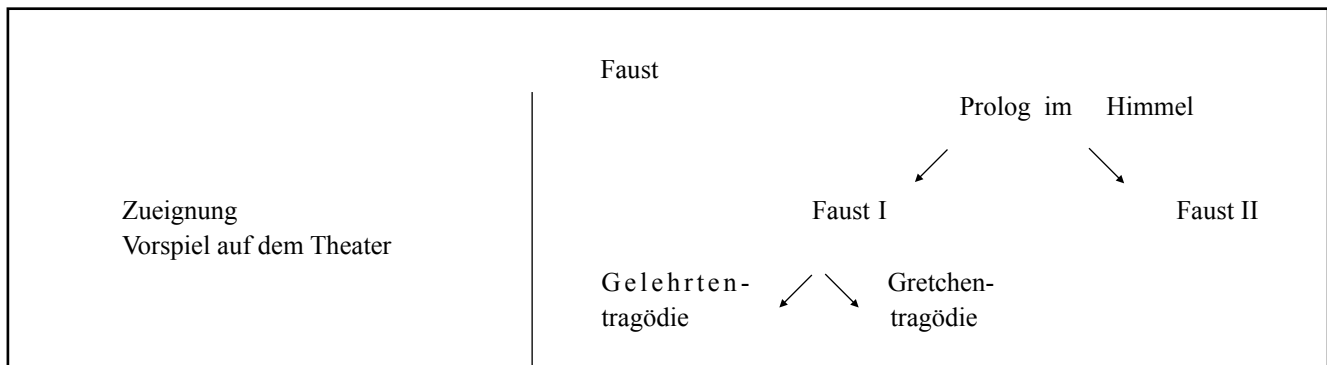 Faust
Prolog im Himmel
Zueignung
Vorspiel auf dem Theater
Faust I
Faust II
Gelehrten-
tragödie
Gretchen-
tragödie